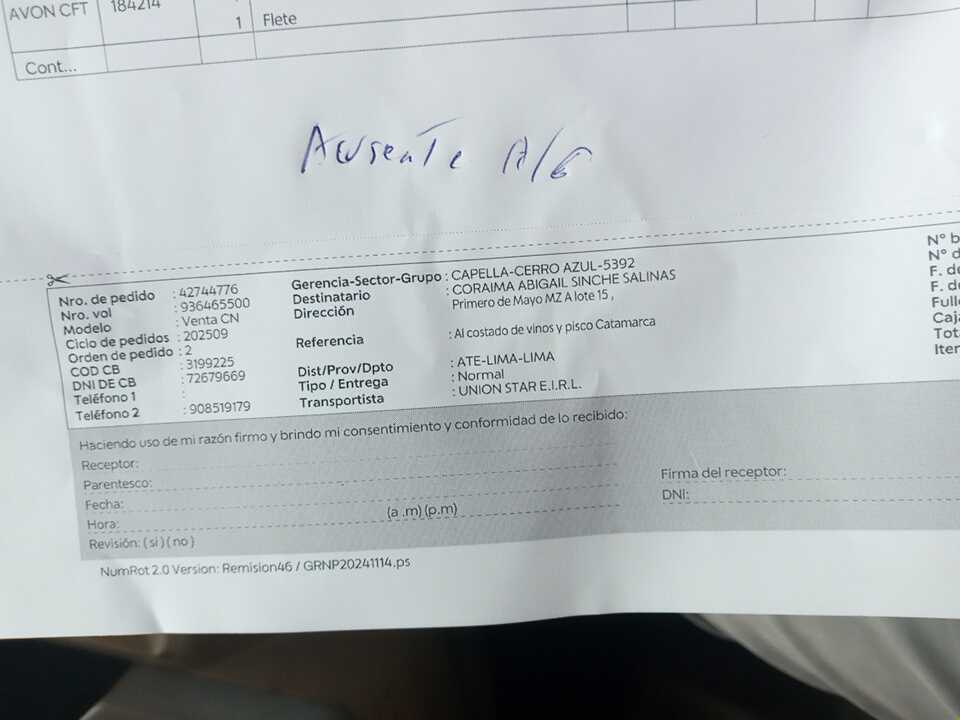 AVON CFT 184214
1 Flete
Cont...
Ausente A/6
Nro. de pedido : 42744776
Nro. vol : 936465500
Modelo : Venta CN
Ciclo de pedidos : 202509
Orden de pedido : 2
COD CB : 3199225
DNI DE CB : 72679669
Teléfono 1 :
Teléfono 2 : 908519179
Gerencia-Sector-Grupo : CAPELLA-CERRO AZUL-5392
Destinatario : CORAIMA ABIGAIL SINCHE SALINAS
Dirección Primero de Mayo MZ A lote 15 ,
Referencia : Al costado de vinos y pisco Catamarca
Dist/Prov/Dpto : ATE-LIMA-LIMA
Tipo / Entrega : Normal
Transportista : UNION STAR E.I.R.L.
N° b
N° d
F. de
F. de
Full
Caj
Tot
Iter
Haciendo uso de mi razón firmo y brindo mi consentimiento y conformidad de lo recibido:
Receptor:
Parentesco:
Fecha:
Hora: (a .m) (p.m)
Revisión: ( si ) ( no )
Firma del receptor:
DNI:
NumRot 2.0 Version: Remision46 / GRNP20241114.ps